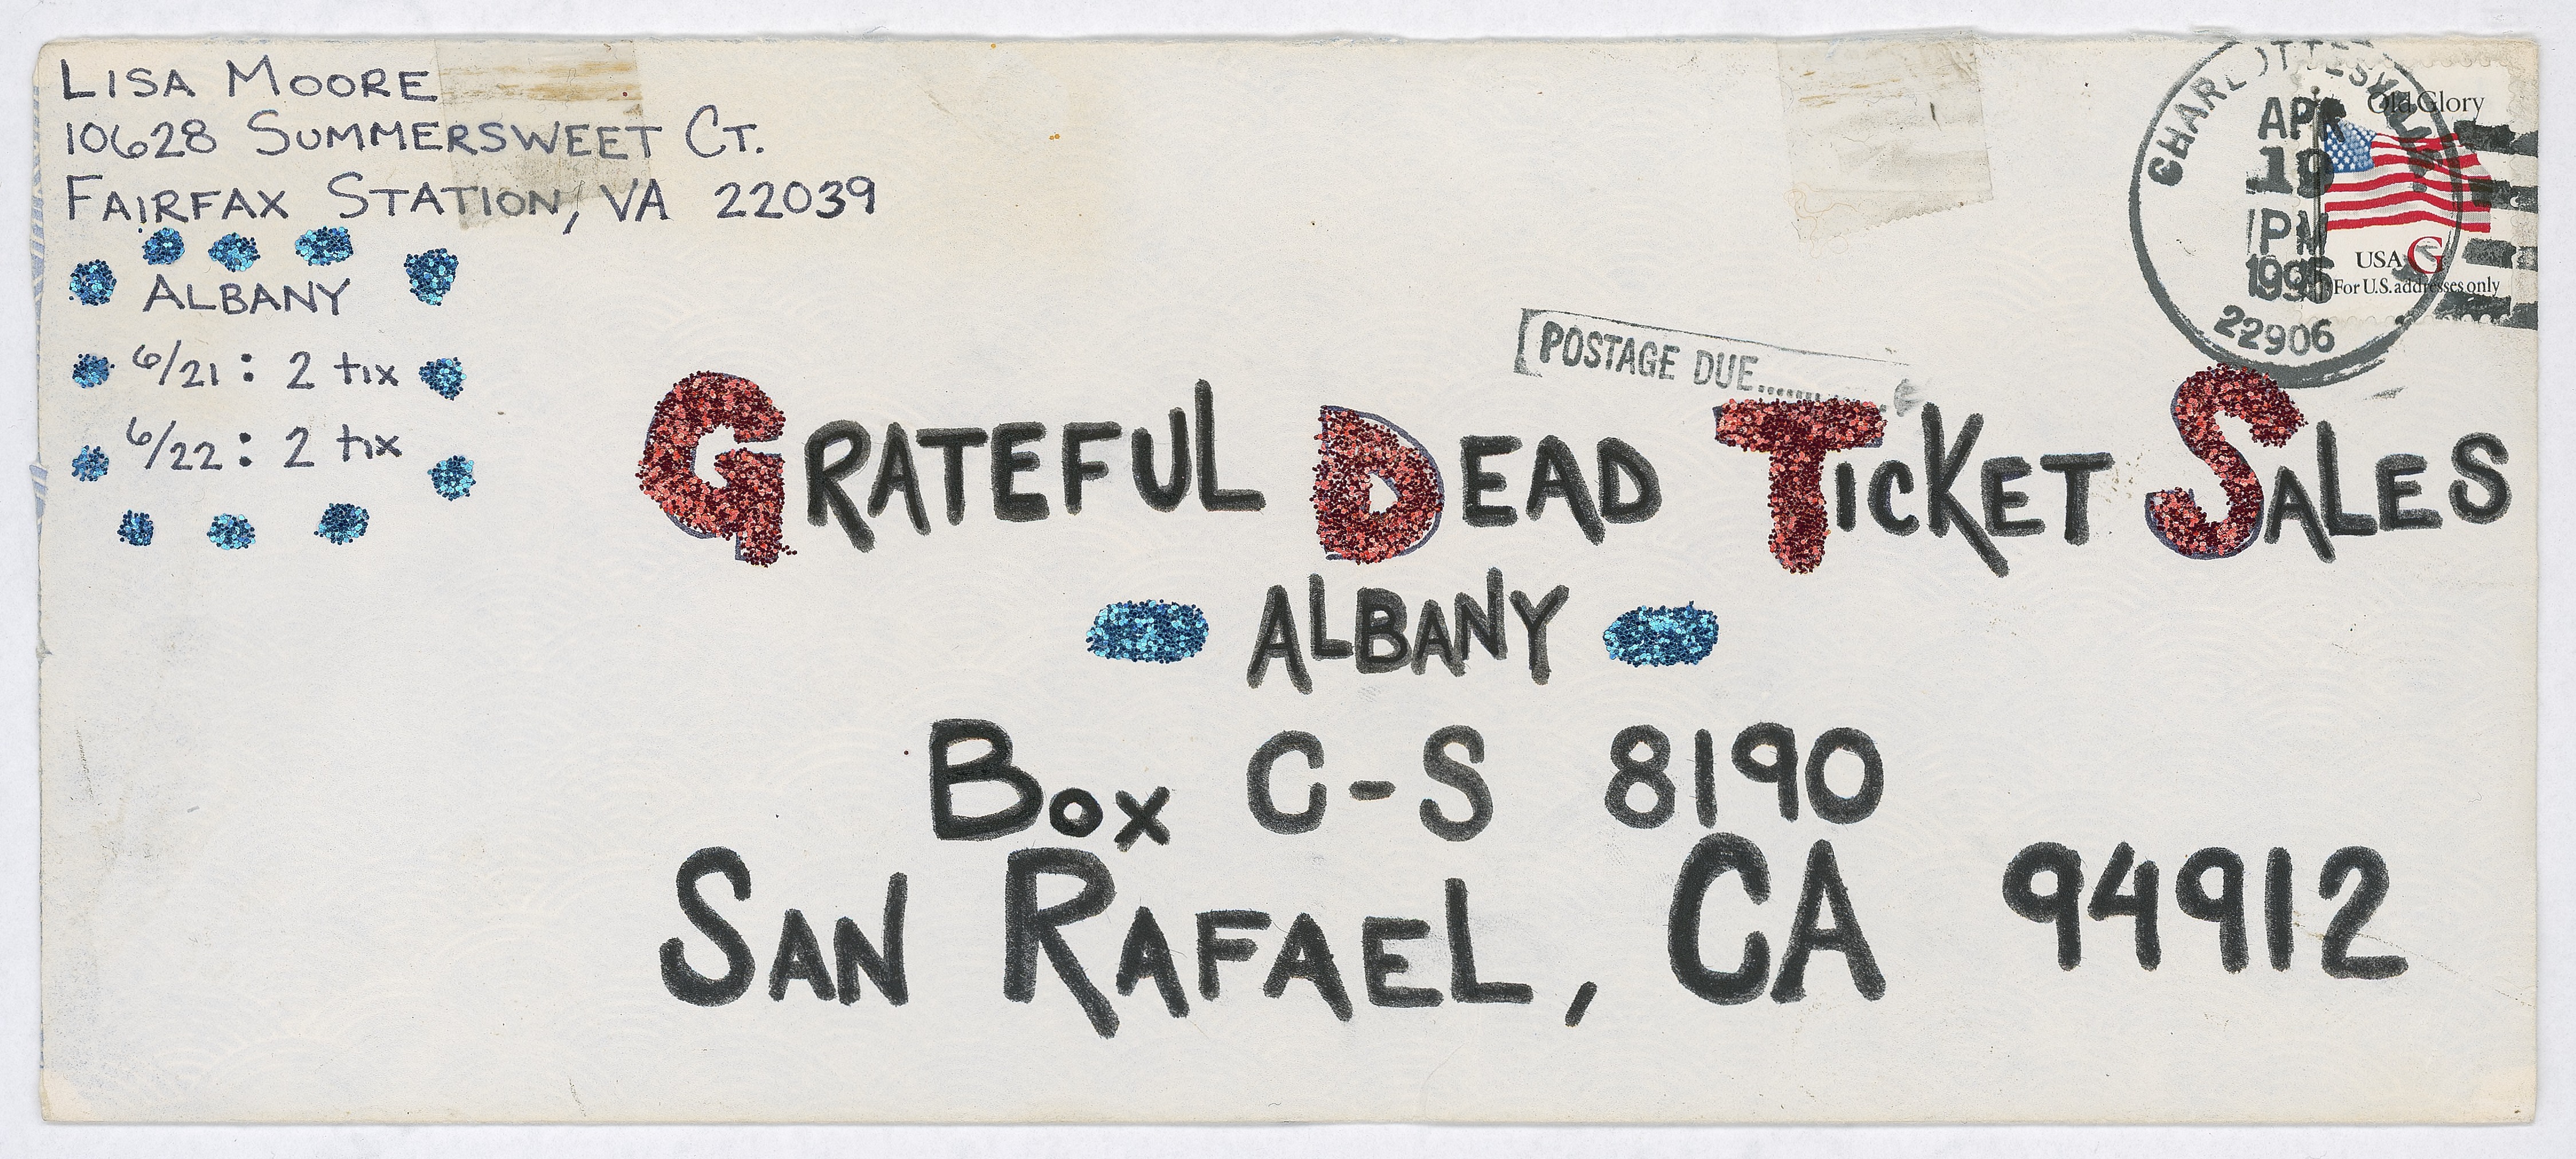 LISA MOORE
10628 SUMMERSWEET CT.
FAIRFAX STATION, VA 22039
ALBANY
6/21: 2 tix
6/22: 2 tix
CHARLOTTESVILLE
APR
19
PM
1995
22906
Old Glory
USA G
For U.S. addresses only
POSTAGE DUE..........
GRATEFUL DEAD TICKET SALES
ALBANY
Box C-S 8190
SAN RAFAEL, CA 94912